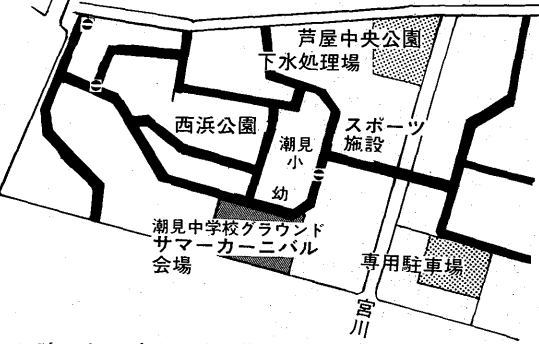 芦屋中央公園
下水処理場
西浜公園
潮見
小
幼
スポーツ
施設
潮見中学校グラウンド
サマーカーニバル
会場
専用駐車場
宮川